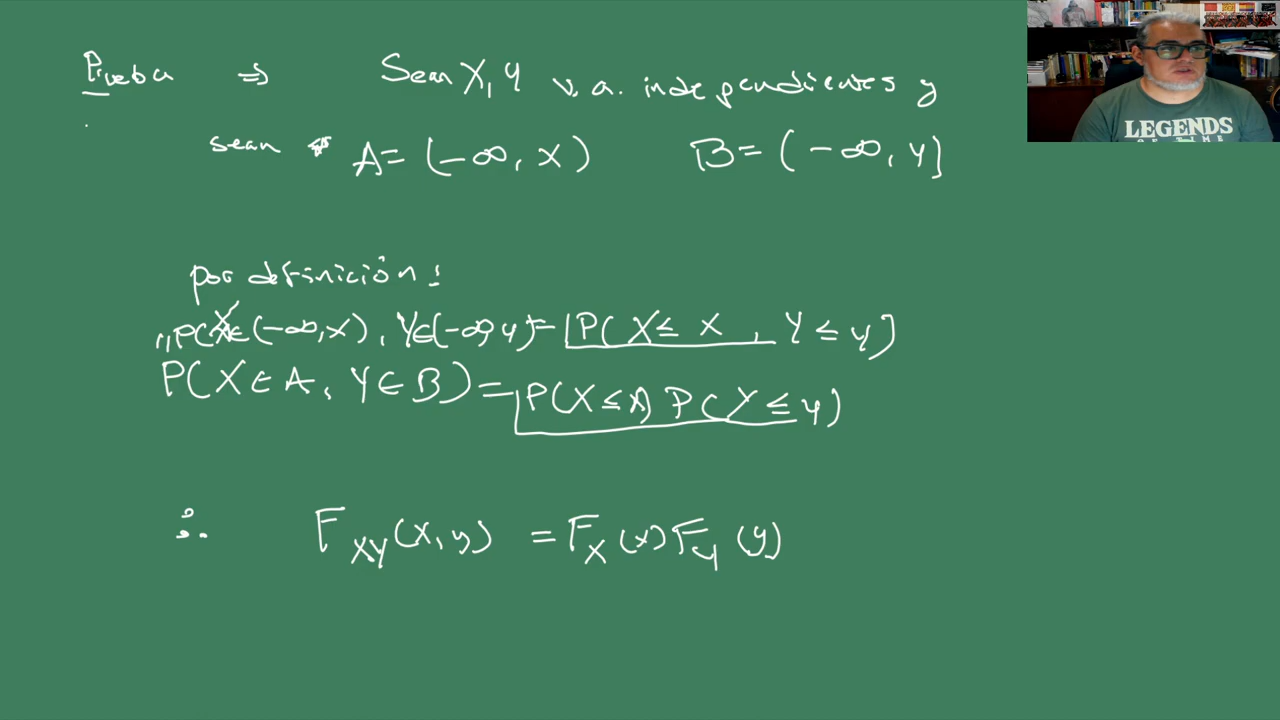 Prueba ⇒ Sean X, Y v.a. independientes y
sean A = (-∞, x) B = (-∞, y]
por definición:
P(X∈(-∞,x), Y∈(-∞,y) = P(X ≤ x, Y ≤ y]
P(X∈A, Y∈B) = P(X≤x) P(Y≤y)
∴ F_XY(x,y) = F_X(x) F_Y(y)
LEGENDS